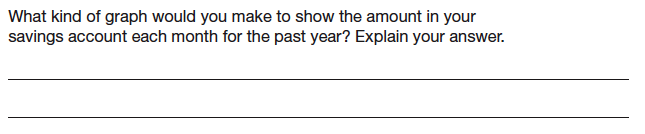 What kind of graph would you make to show the amount in your
savings account each month for the past year? Explain your answer.